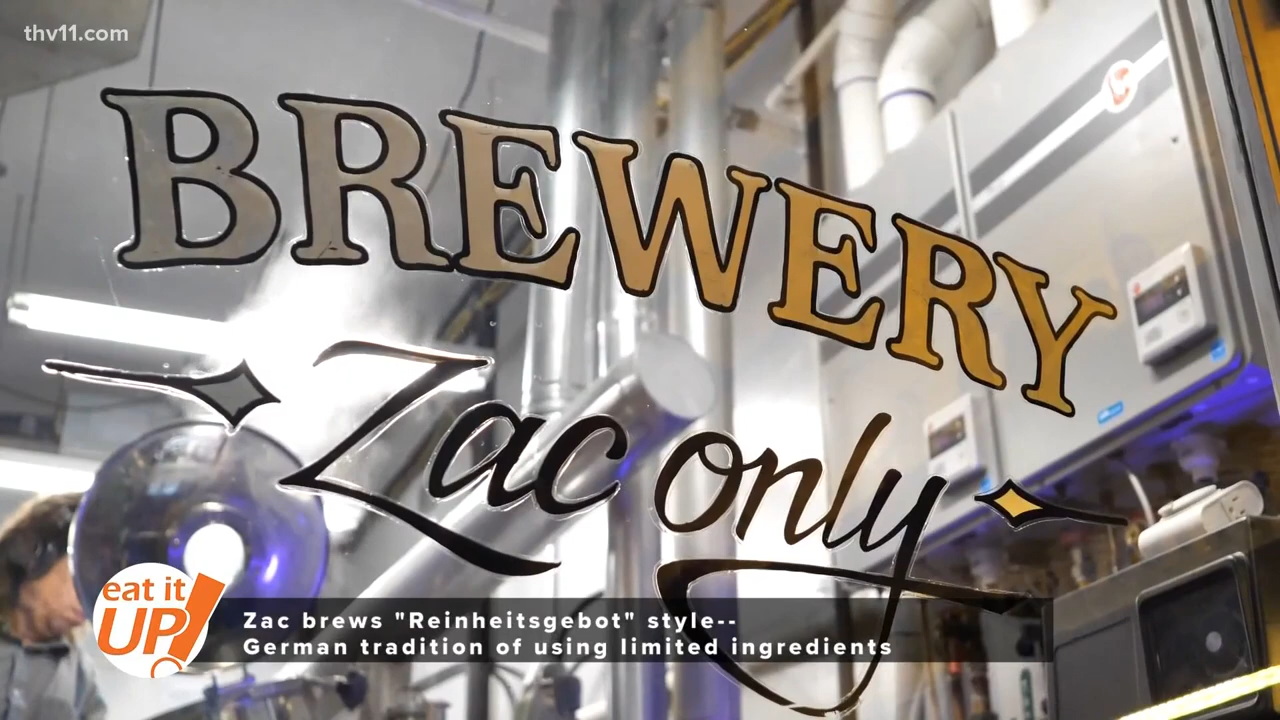 thv11.com
BREWERY
Zac only
eat it
UP!
Zac brews "Reinheitsgebot" style--
German tradition of using limited ingredients